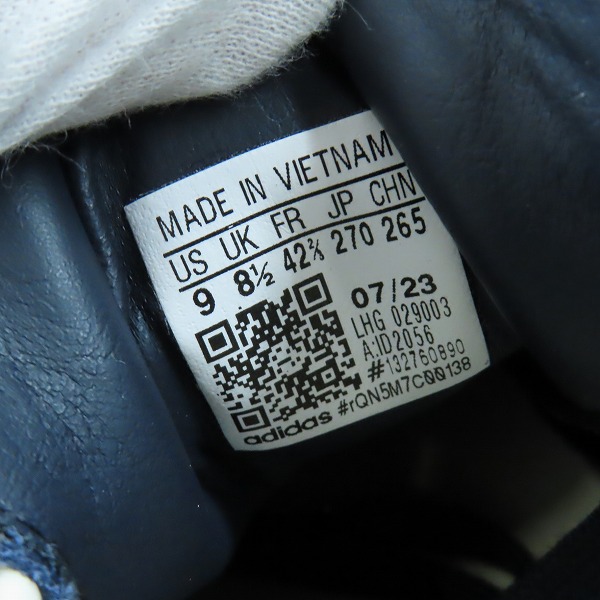 MADE IN VIETNAM
US UK FR JP CHN
9 8½ 42⅔ 270 265
07/23
LHG 029003
A:ID2056
#132760890
#rQN5M7C00138
adidas